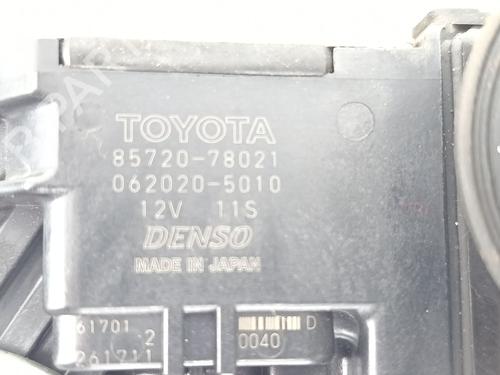 TOYOTA
85720-78021
062020-5010
12V 11S
DENSO
MADE IN JAPAN
61701
2
261711
D
0040